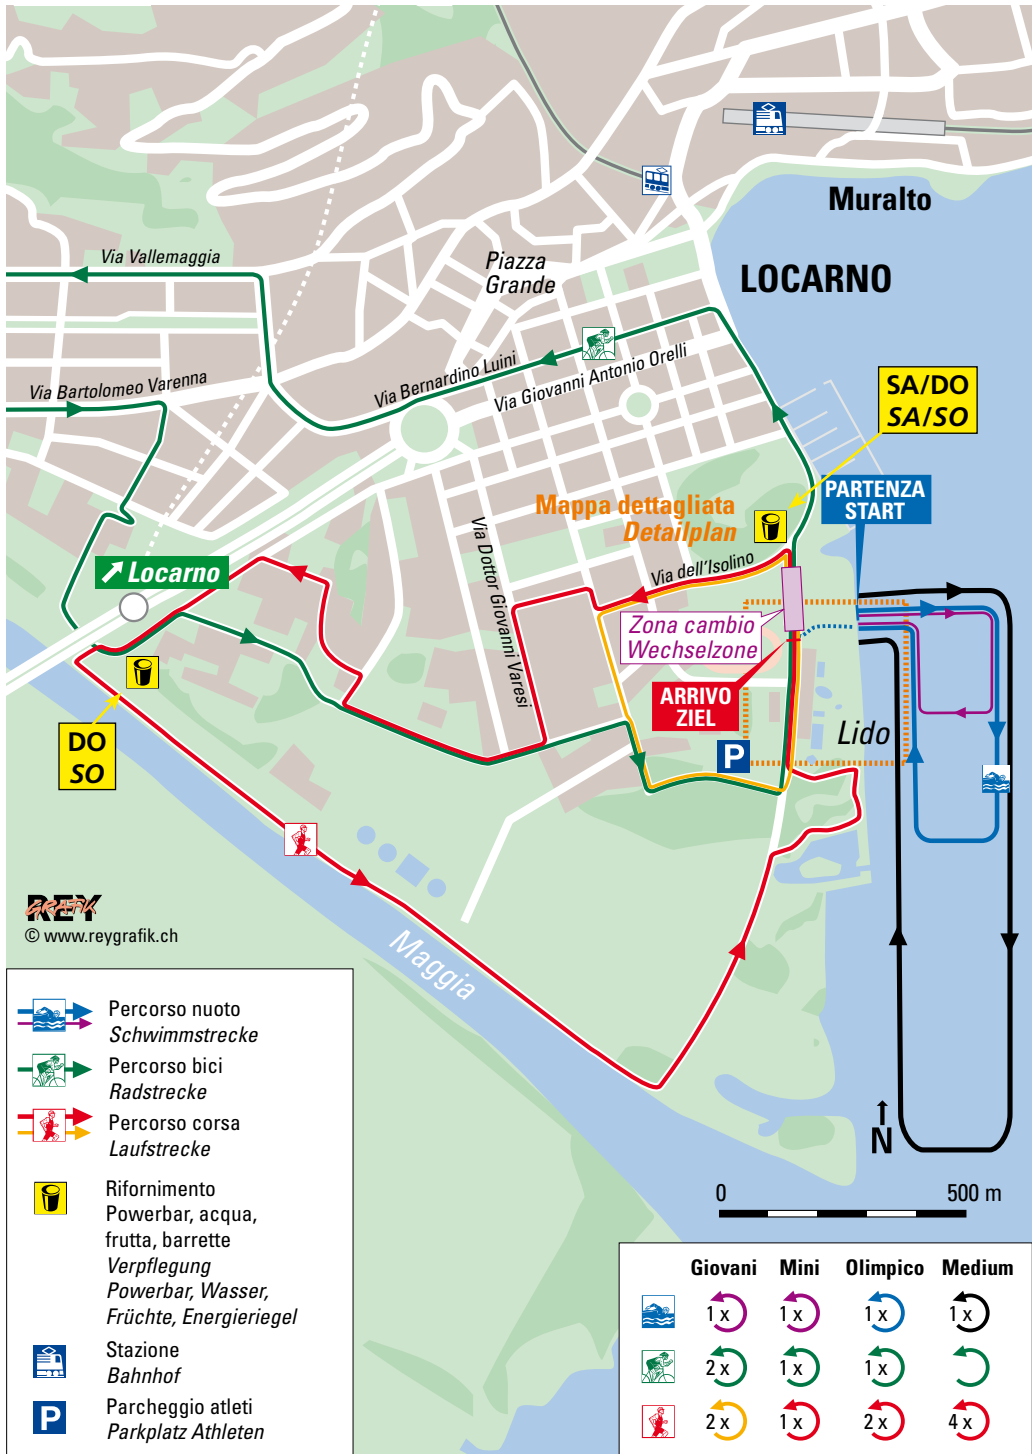 Muralto
LOCARNO
Via Vallemaggia
Piazza
Grande
Via Bernardino Luini
Via Giovanni Antonio Orelli
Via Bartolomeo Varenna
SA/DO
SA/SO
PARTENZA
START
Mappa dettagliata
Detailplan
Via Dottor Giovanni Varesi
Via dell'Isolino
Locarno
Zona cambio
Wechselzone
ARRIVO
ZIEL
Lido
P
DO
SO
REY
GRAFIK
© www.reygrafik.ch
Maggia
N
0 500 m
Percorso nuoto
Schwimmstrecke
Percorso bici
Radstrecke
Percorso corsa
Laufstrecke
Rifornimento
Powerbar, acqua,
frutta, barrette
Verpflegung
Powerbar, Wasser,
Früchte, Energieriegel
Stazione
Bahnhof
P Parcheggio atleti
Parkplatz Athleten
Giovani Mini Olimpico Medium
1 x 1 x 1 x 1 x
2 x 1 x 1 x
2 x 1 x 2 x 4 x